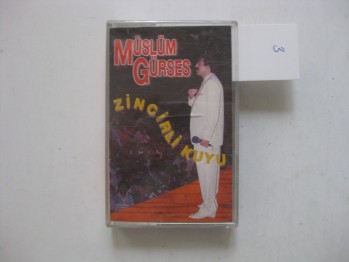 MÜSLÜM
GÜRSES
ZİNCİRLİ KUYU
3